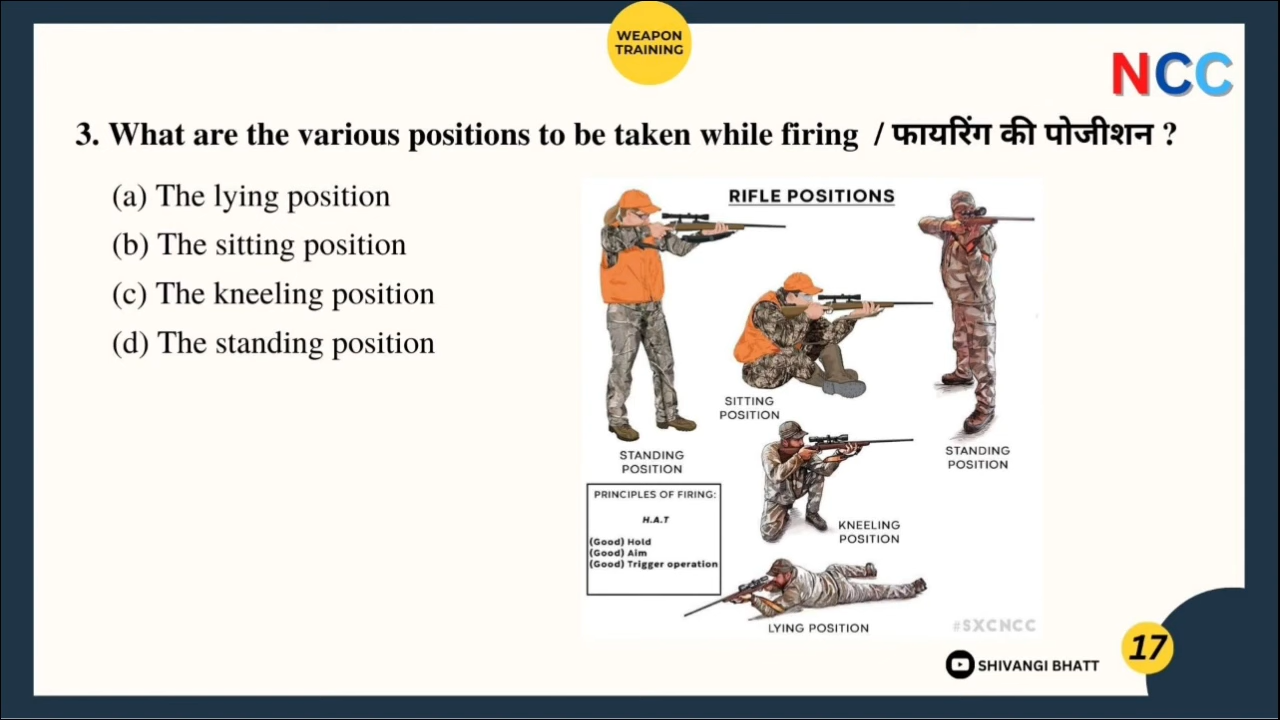 WEAPON
TRAINING
NCC
3. What are the various positions to be taken while firing / फायरिंग की पोजीशन ?
(a) The lying position
(b) The sitting position
(c) The kneeling position
(d) The standing position
RIFLE POSITIONS
SITTING
POSITION
STANDING
POSITION
STANDING
POSITION
PRINCIPLES OF FIRING:
H.A.T
(Good) Hold
(Good) Aim
(Good) Trigger operation
KNEELING
POSITION
LYING POSITION
#SXCNCC
SHIVANGI BHATT
17